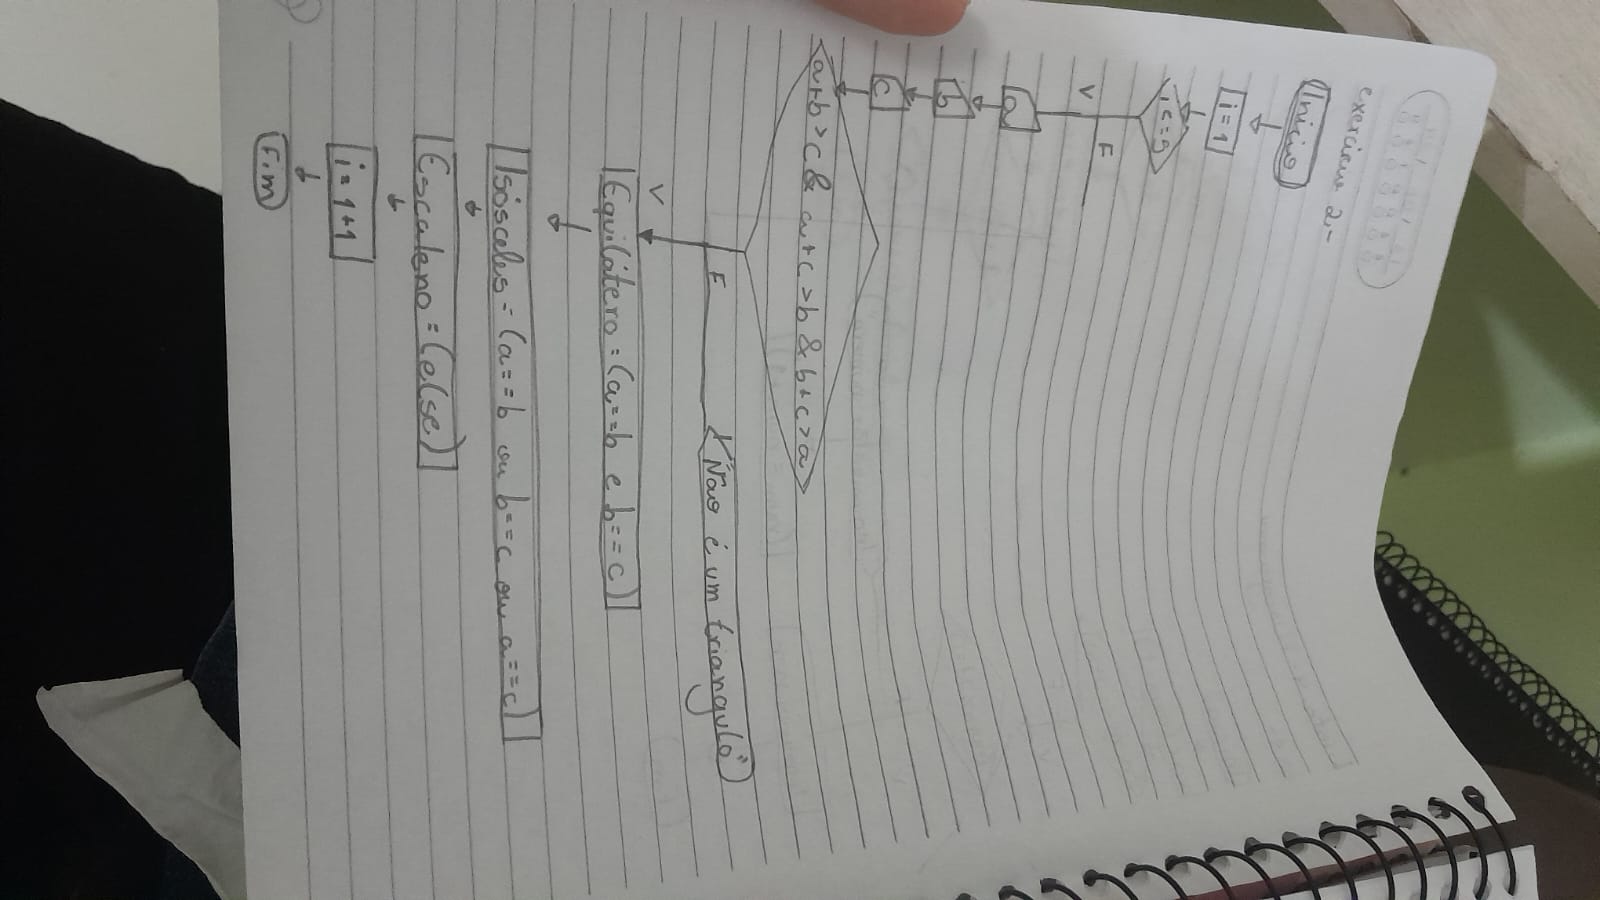 exercicio 2-
Inicio
i=1
i<=5
V F
a
b
c
a+b>c & a+c>b & b+c>a
F
"Não é um triangulo"
V
Equilátero = (a==b e b==c)
Isósceles - (a==b ou b==c ou a==c)
Escaleno = (else)
i=1+1
Fim